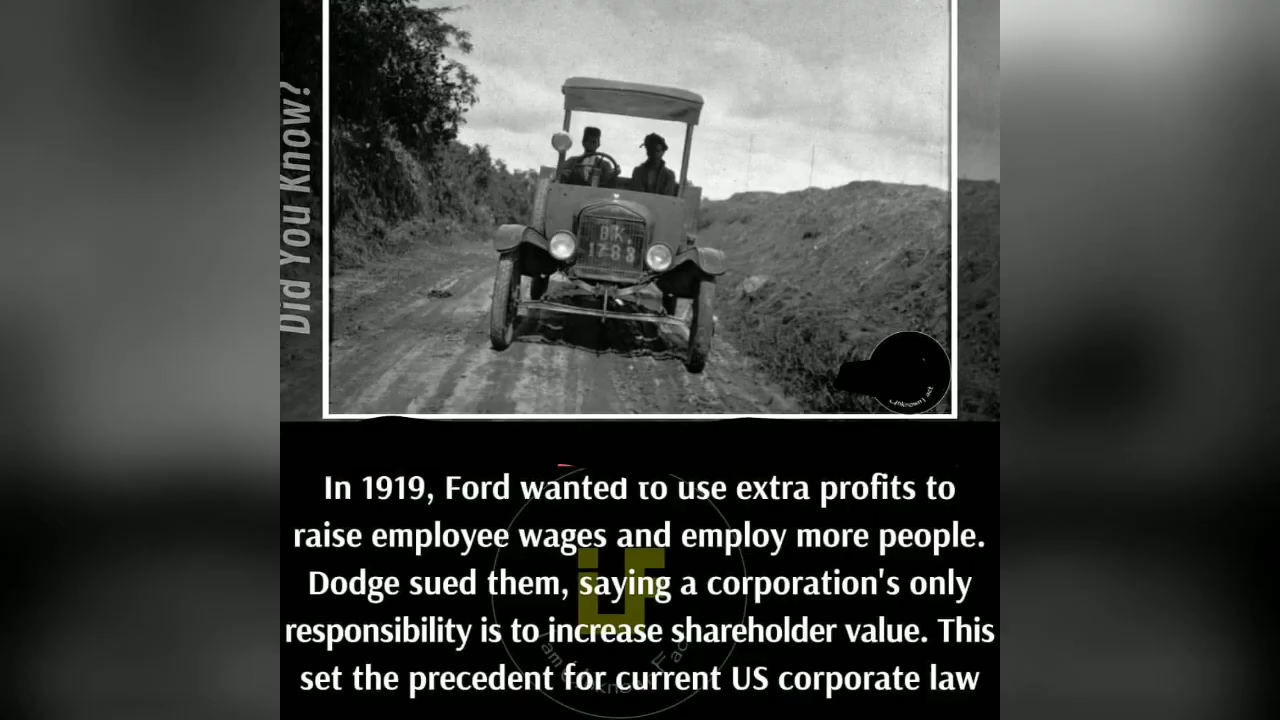 Did You Know?
BK
1788
In 1919, Ford wanted to use extra profits to
raise employee wages and employ more people.
Dodge sued them, saying a corporation's only
responsibility is to increase shareholder value. This
set the precedent for current US corporate law